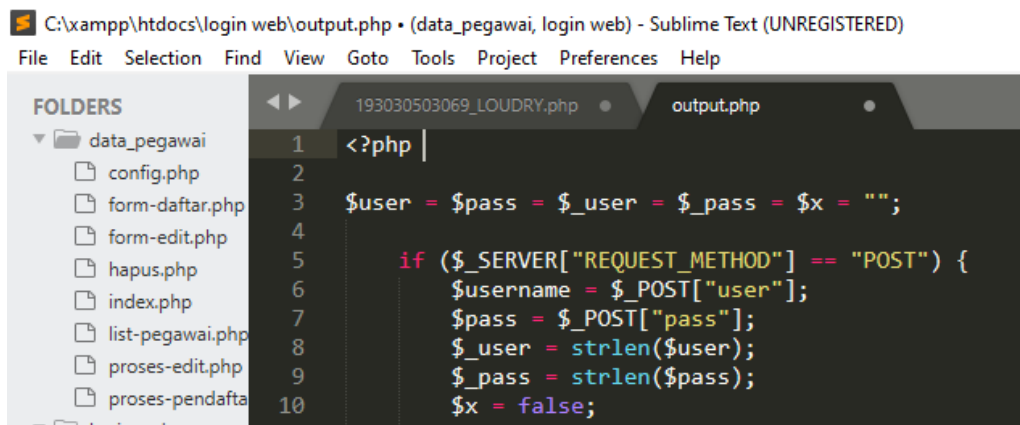 C:\xampp\htdocs\login web\output.php • (data_pegawai, login web) - Sublime Text (UNREGISTERED)
File Edit Selection Find View Goto Tools Project Preferences Help
FOLDERS
data_pegawai
config.php
form-daftar.php
form-edit.php
hapus.php
index.php
list-pegawai.php
proses-edit.php
proses-pendafta
193030503069_LOUDRY.php output.php
1 <?php
2
3 $user = $pass = $_user = $_pass = $x = "";
4
5 if ($_SERVER["REQUEST_METHOD"] == "POST") {
6 $username = $_POST["user"];
7 $pass = $_POST["pass"];
8 $_user = strlen($user);
9 $_pass = strlen($pass);
10 $x = false;